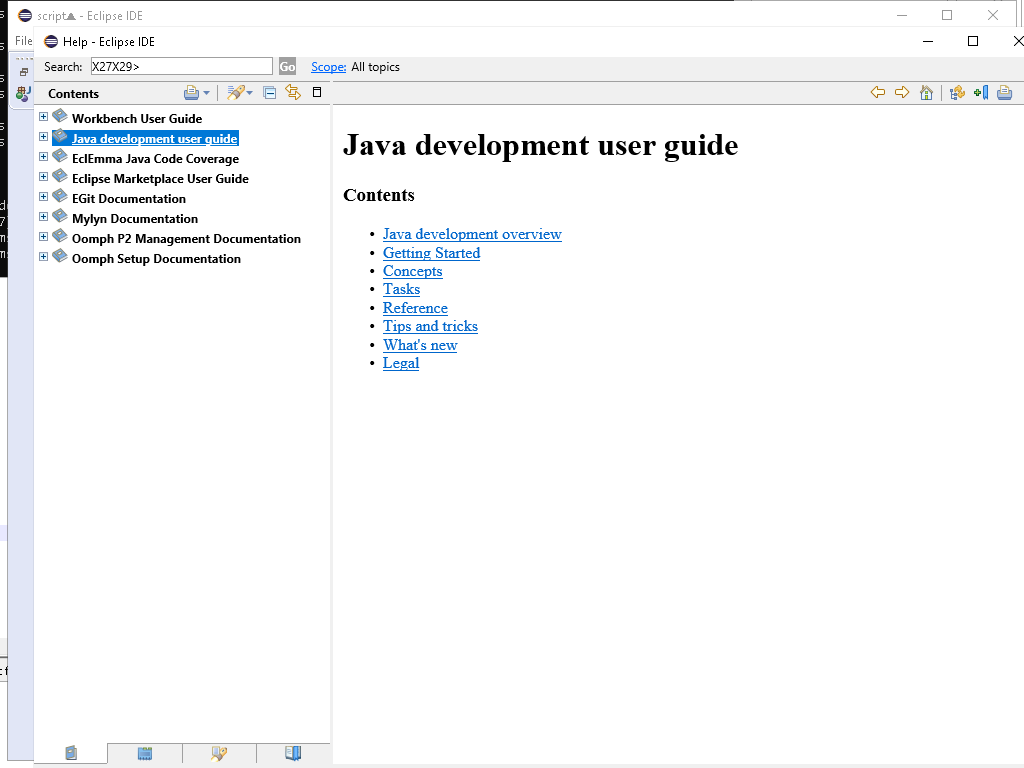 script▲ - Eclipse IDE
File
Help - Eclipse IDE
Search: X27X29> Go Scope: All topics
Contents
Workbench User Guide
Java development user guide
EclEmma Java Code Coverage
Eclipse Marketplace User Guide
EGit Documentation
Mylyn Documentation
Oomph P2 Management Documentation
Oomph Setup Documentation
Java development user guide
Contents
• Java development overview
• Getting Started
• Concepts
• Tasks
• Reference
• Tips and tricks
• What's new
• Legal